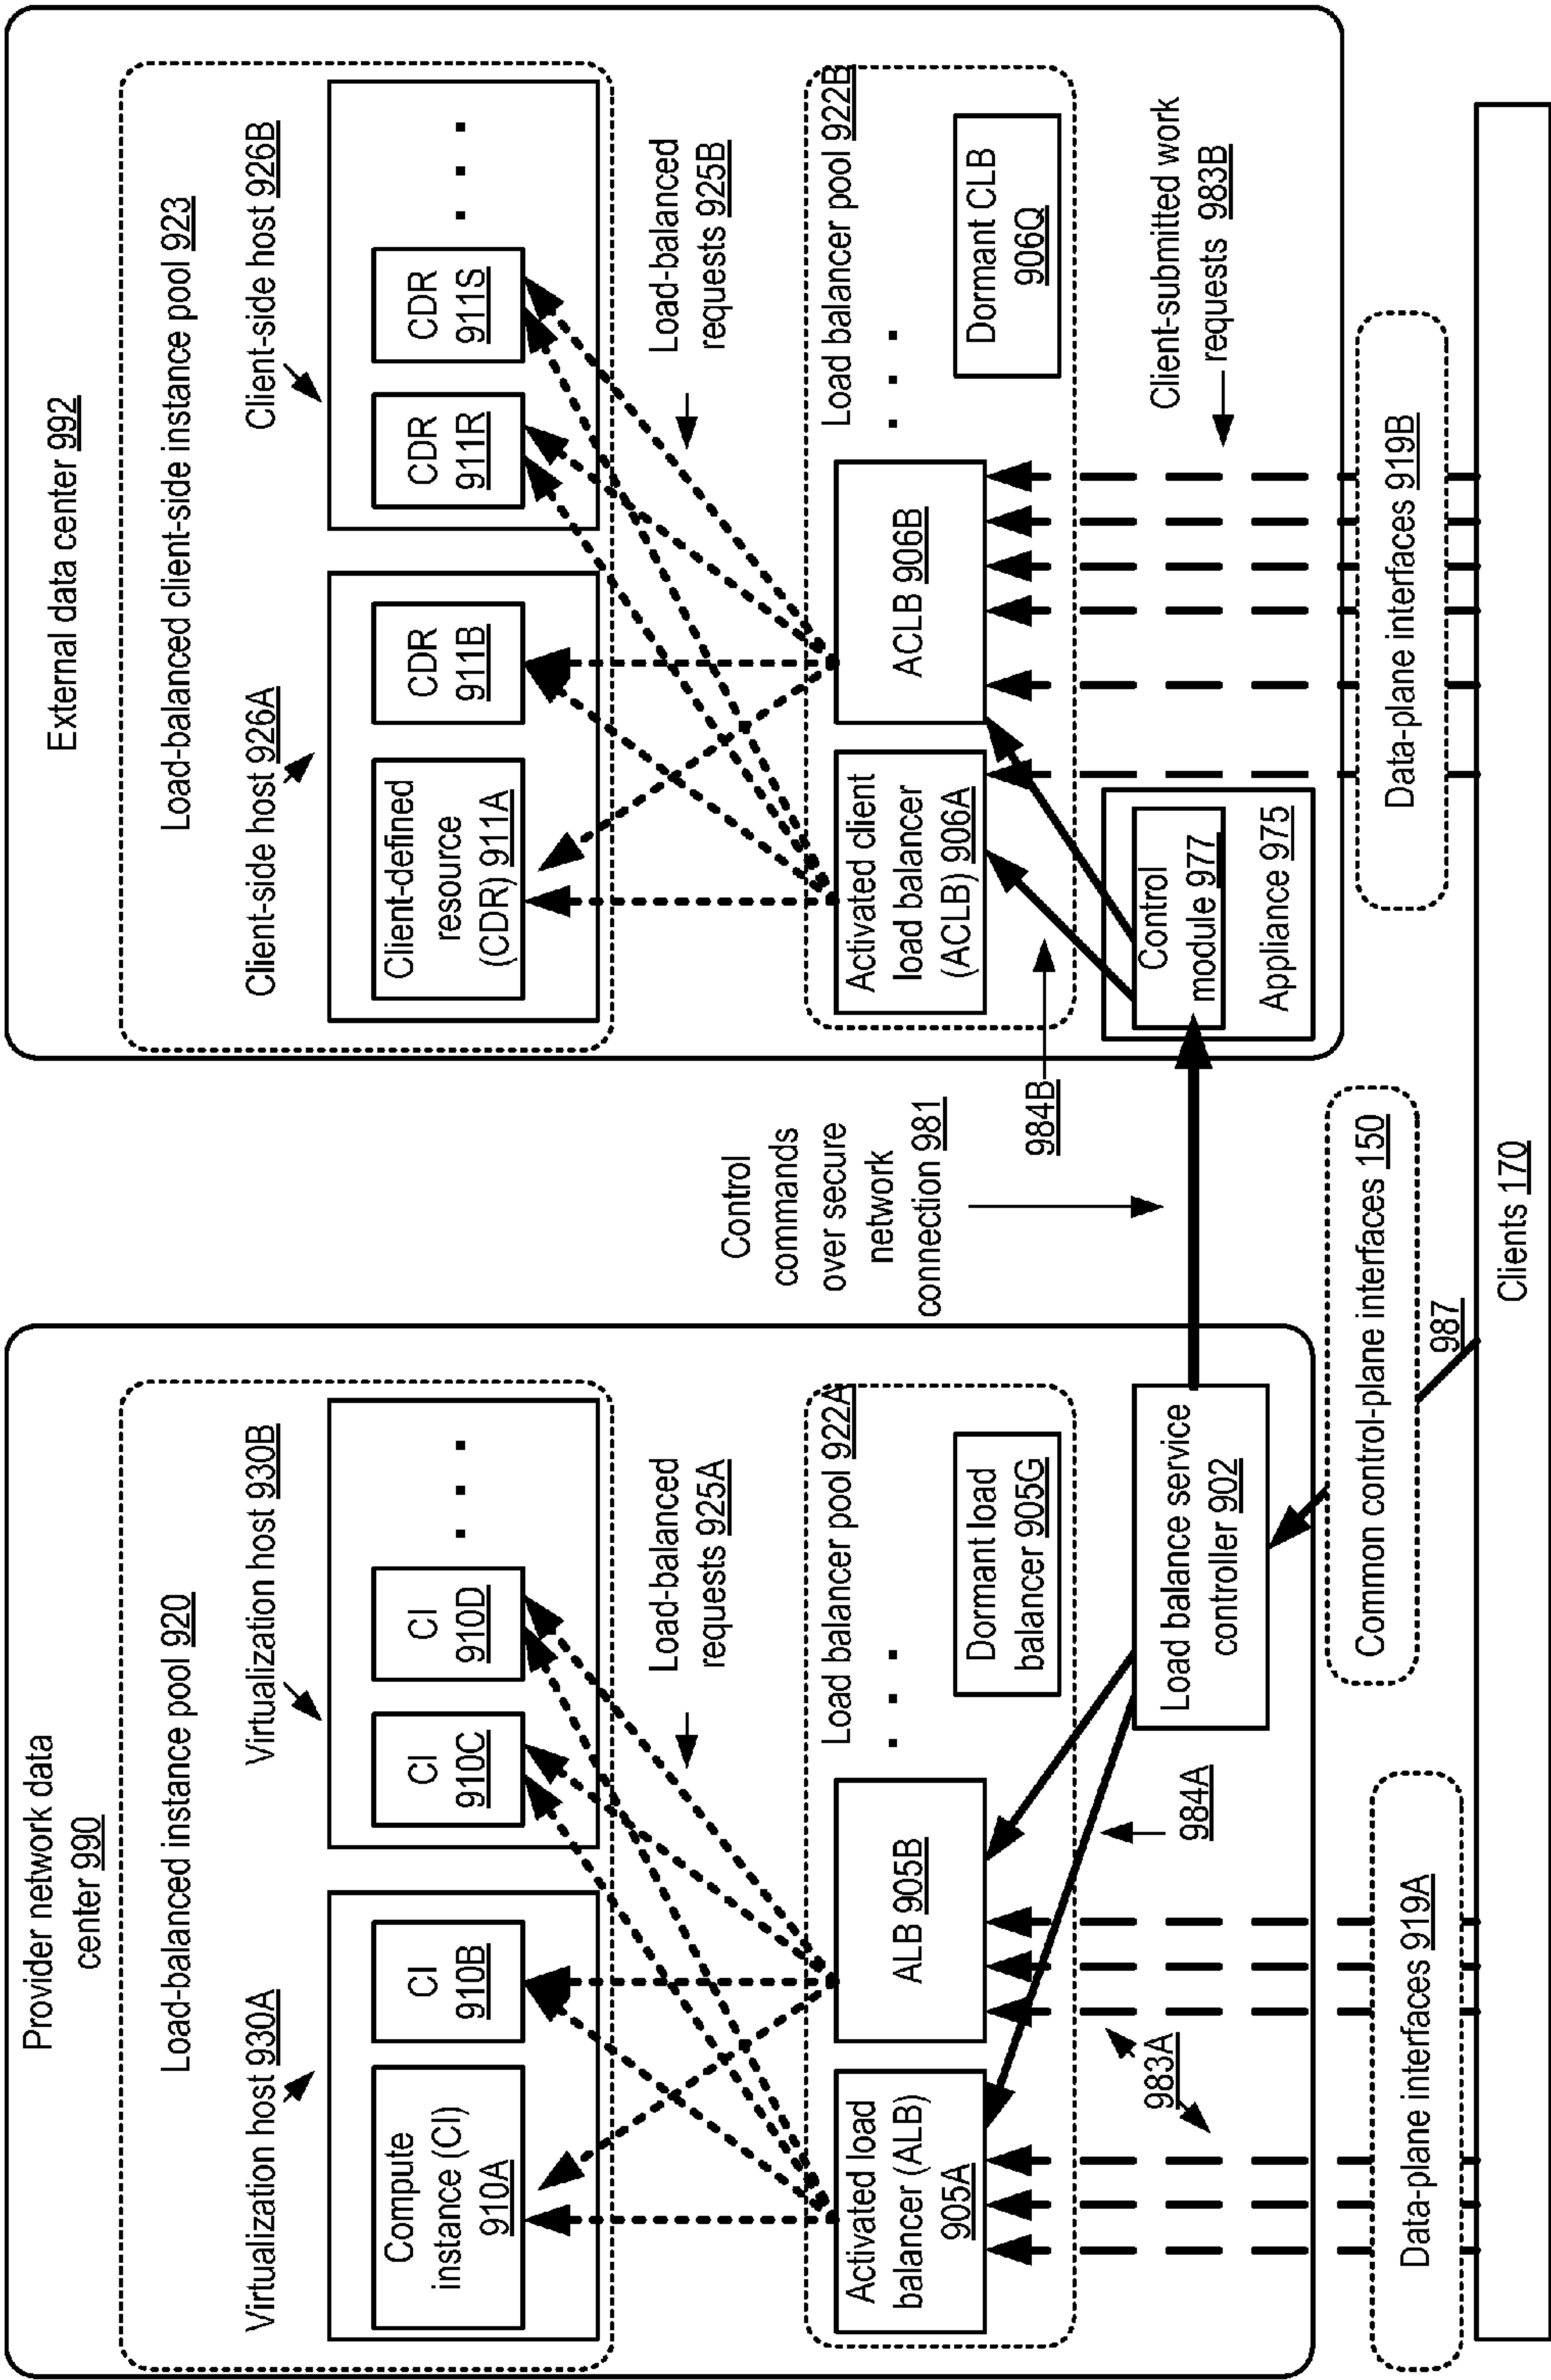 Provider network data
center 990
Load-balanced instance pool 920
Virtualization host 930A
Virtualization host 930B
Compute
instance (CI)
910A
CI
910B
CI
910C
CI
910D
. . .
Load-balanced
requests 925A
Load balancer pool 922A
Activated load
balancer (ALB)
905A
ALB 905B
. . .
Dormant load
balancer 905G
983A
984A
Load balance service
controller 902
Data-plane interfaces 919A
Control
commands
over secure
network
connection 981
984B
Common control-plane interfaces 150
987
External data center 992
Load-balanced client-side instance pool 923
Client-side host 926A
Client-side host 926B
Client-defined
resource
(CDR) 911A
CDR
911B
CDR
911R
CDR
911S
. . .
Load-balanced
requests 925B
Load balancer pool 922B
Activated client
load balancer
(ACLB) 906A
ACLB 906B
. . .
Dormant CLB
906Q
Control
module 977
Appliance 975
Client-submitted work
requests 983B
Data-plane interfaces 919B
Clients 170